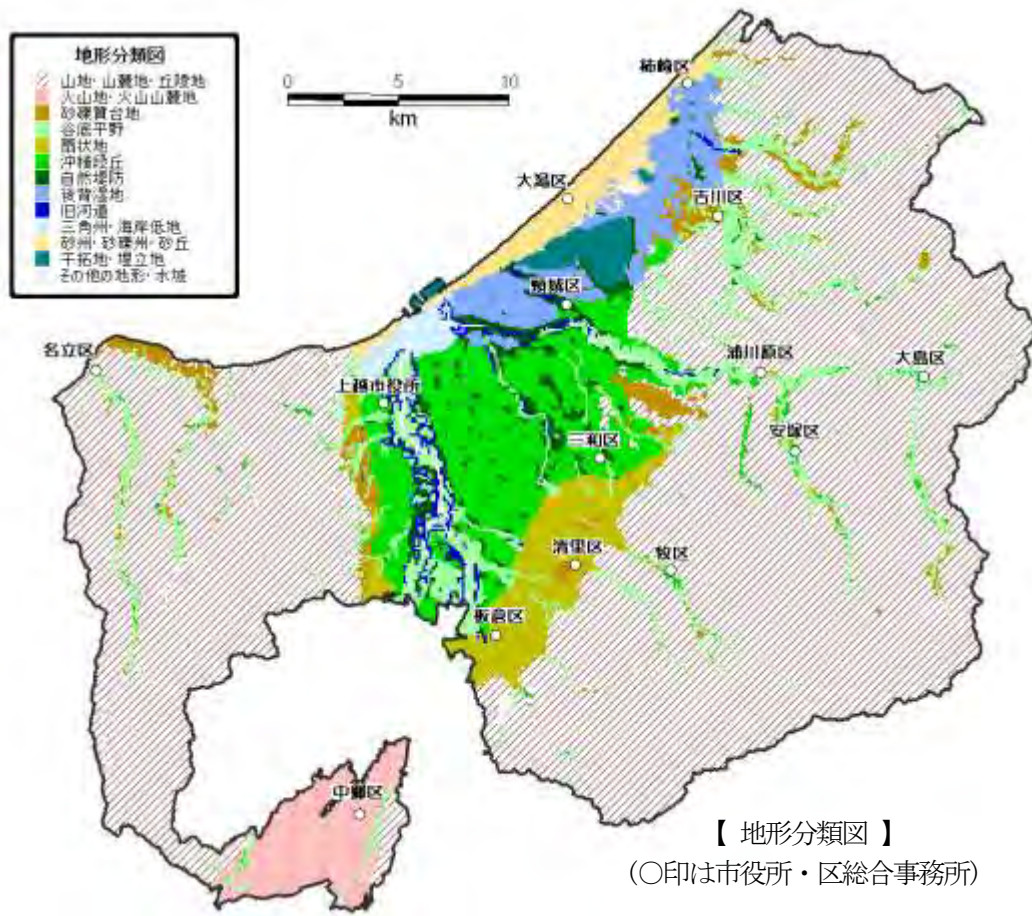 地形分類図
山地・山麓地・丘陵地
火山地・火山山麓地
砂礫質台地
谷底平野
扇状地
沖積段丘
自然堤防
後背湿地
旧河道
三角州・海岸低地
砂州・砂礫州・砂丘
干拓地・埋立地
その他の地形・水域
0 5 10
km
柿崎区
大潟区
吉川区
頸城区
名立区
浦川原区
大島区
上越市役所
安塚区
三和区
清里区
牧区
板倉区
中郷区
【 地形分類図 】
(○印は市役所・区総合事務所)